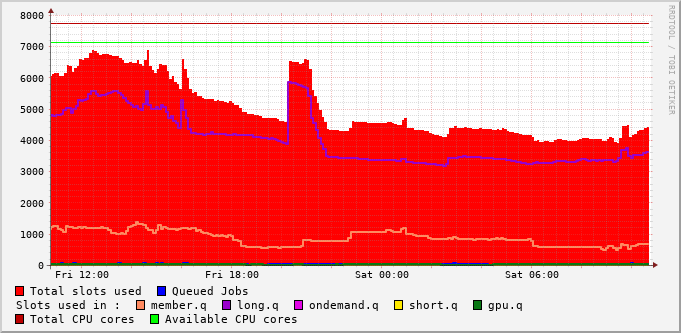 RRDTOOL / TOBI OETIKER
8000
7000
6000
5000
4000
3000
2000
1000
0
Fri 12:00 Fri 18:00 Sat 00:00 Sat 06:00
Total slots used Queued Jobs
Slots used in : member.q long.q ondemand.q short.q gpu.q
Total CPU cores Available CPU cores